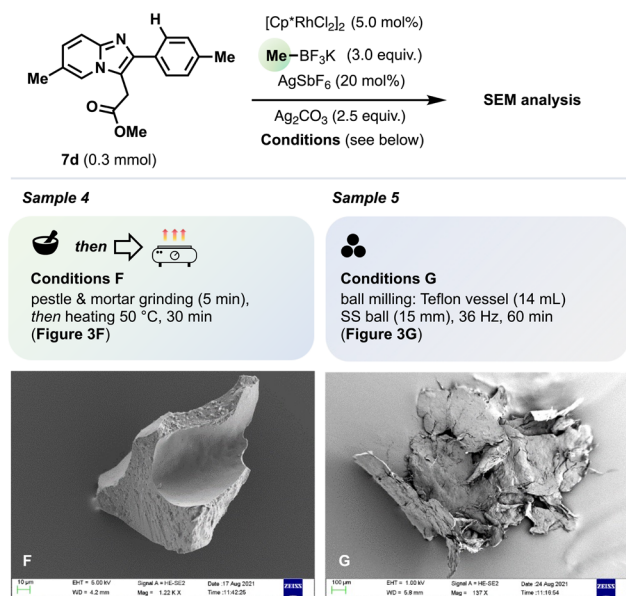 H
N
N
Me
Me
O
OMe
7d (0.3 mmol)
[Cp*RhCl2]2 (5.0 mol%)
Me–BF3K (3.0 equiv.)
AgSbF6 (20 mol%)
Ag2CO3 (2.5 equiv.)
Conditions (see below)
SEM analysis
Sample 4
then
Conditions F
pestle & mortar grinding (5 min),
then heating 50 °C, 30 min
(Figure 3F)
Sample 5
Conditions G
ball milling: Teflon vessel (14 mL)
SS ball (15 mm), 36 Hz, 60 min
(Figure 3G)
F
10 µm
EHT = 5.00 kV
Signal A = HE-SE2
Date :17 Aug 2021
WD = 4.2 mm
Mag = 1.22 K X
Time :11:42:25
ZEISS
G
100 µm
EHT = 1.00 kV
Signal A = HE-SE2
Date :24 Aug 2021
WD = 5.8 mm
Mag = 137 X
Time :11:19:54
ZEISS